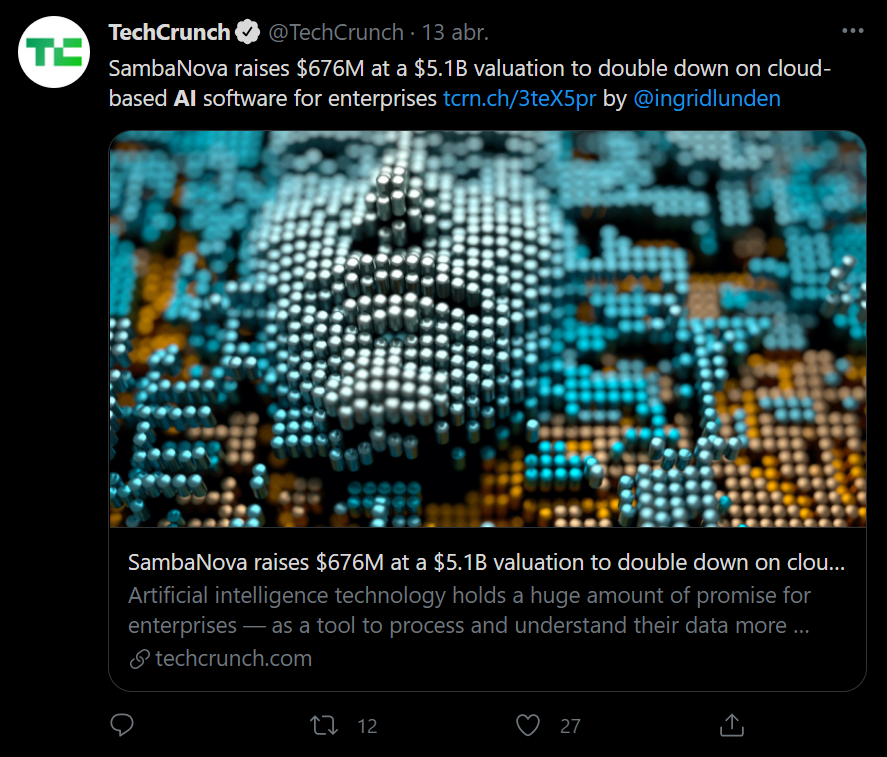 TC
TechCrunch @TechCrunch · 13 abr.
SambaNova raises $676M at a $5.1B valuation to double down on cloud-
based AI software for enterprises tcrn.ch/3teX5pr by @ingridlunden
SambaNova raises $676M at a $5.1B valuation to double down on clou...
Artificial intelligence technology holds a huge amount of promise for
enterprises — as a tool to process and understand their data more ...
techcrunch.com
12 27